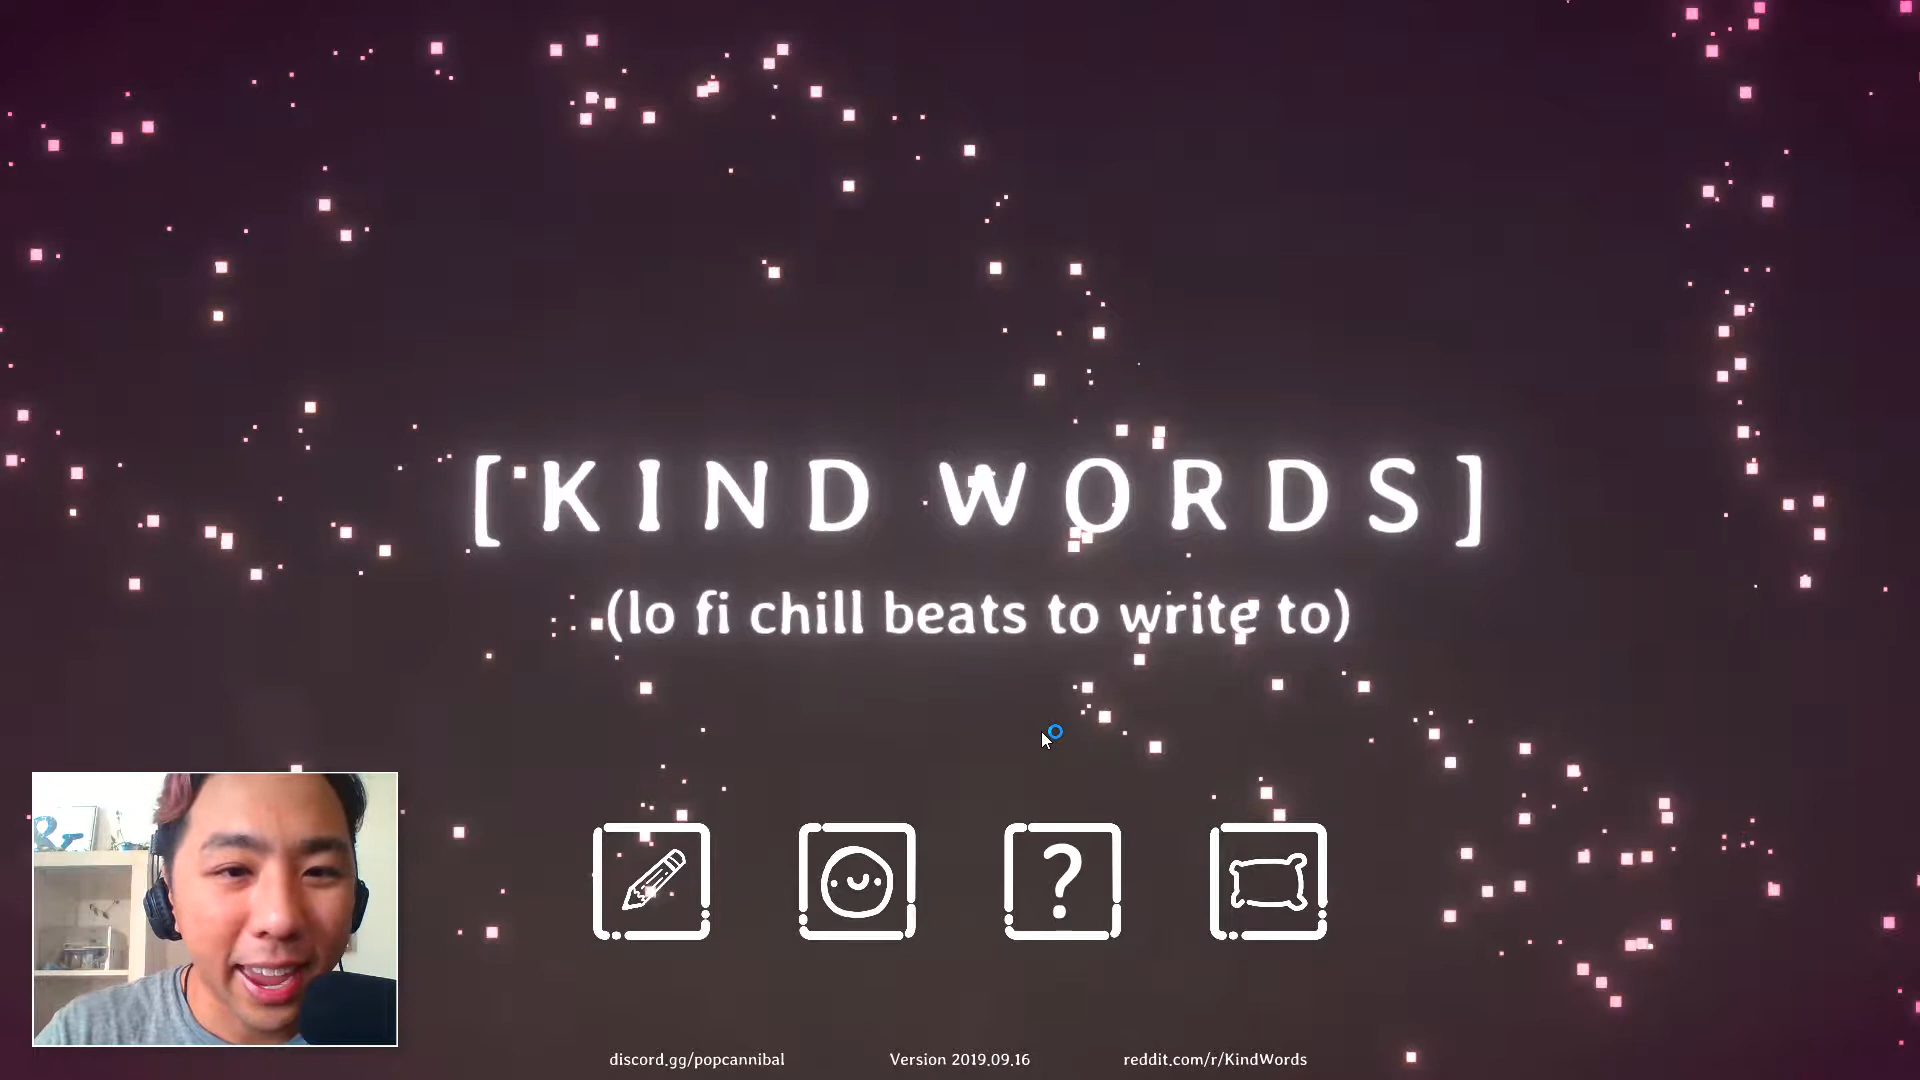 [KIND WORDS]
(lo fi chill beats to write to)
?
&
discord.gg/popcannibal
Version 2019.09.16
reddit.com/r/KindWords